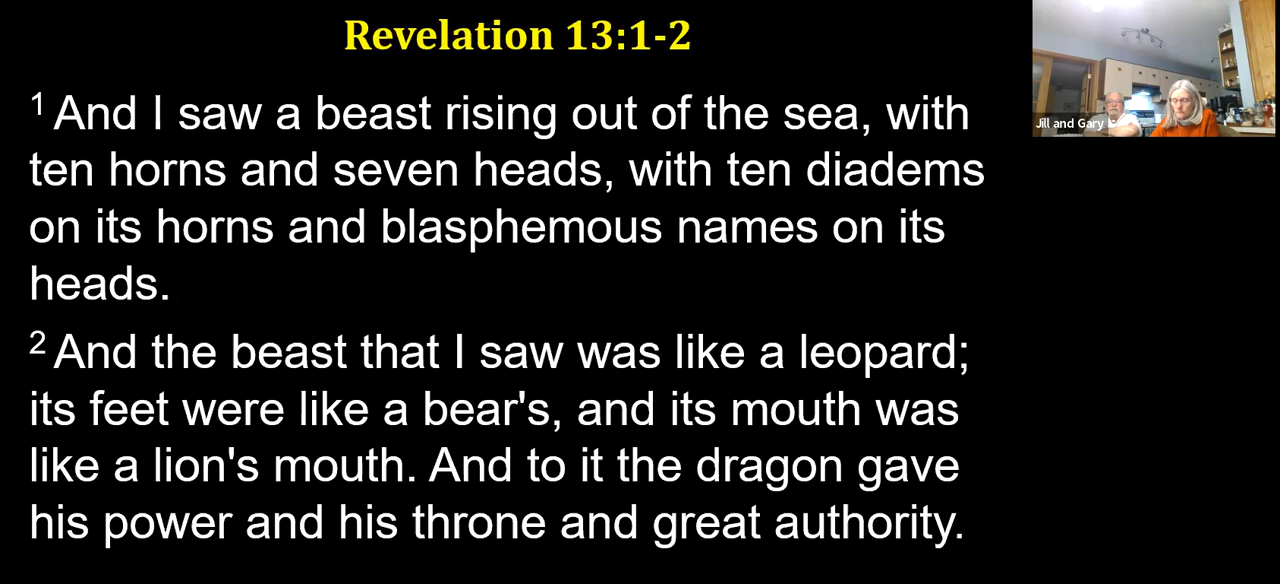 Revelation 13:1-2
1 And I saw a beast rising out of the sea, with
ten horns and seven heads, with ten diadems
on its horns and blasphemous names on its
heads.
2 And the beast that I saw was like a leopard;
its feet were like a bear's, and its mouth was
like a lion's mouth. And to it the dragon gave
his power and his throne and great authority.
Jill and Gary